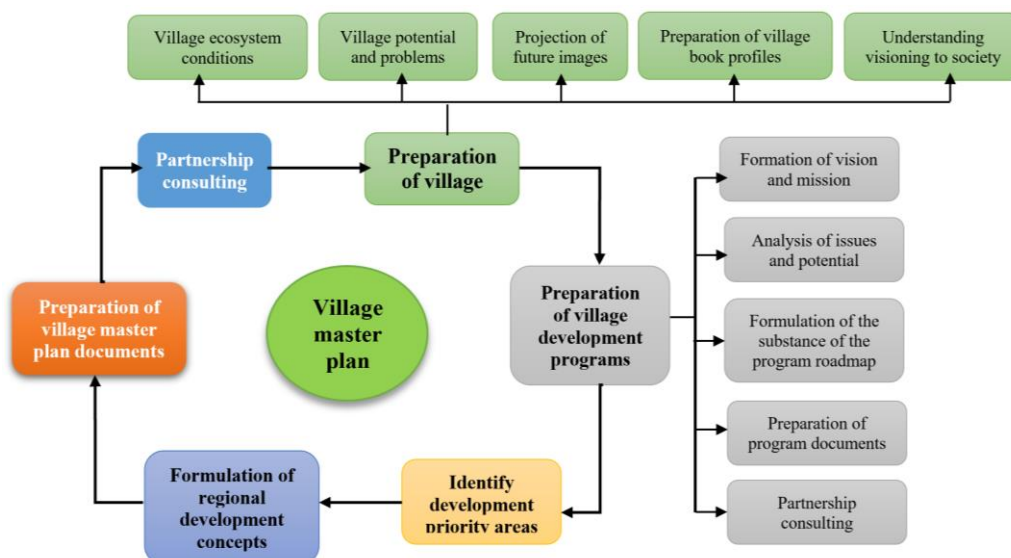 Village ecosystem
conditions
Village potential
and problems
Projection of
future images
Preparation of village
book profiles
Understanding
visioning to society
Partnership
consulting
Preparation
of village
Formation of vision
and mission
Analysis of issues
and potential
Preparation
of village
development
programs
Formulation of the
substance of the
program roadmap
Preparation of
program documents
Partnership
consulting
Village
master
plan
Preparation of
village master
plan documents
Formulation of
regional
development
concepts
Identify
development
priority areas